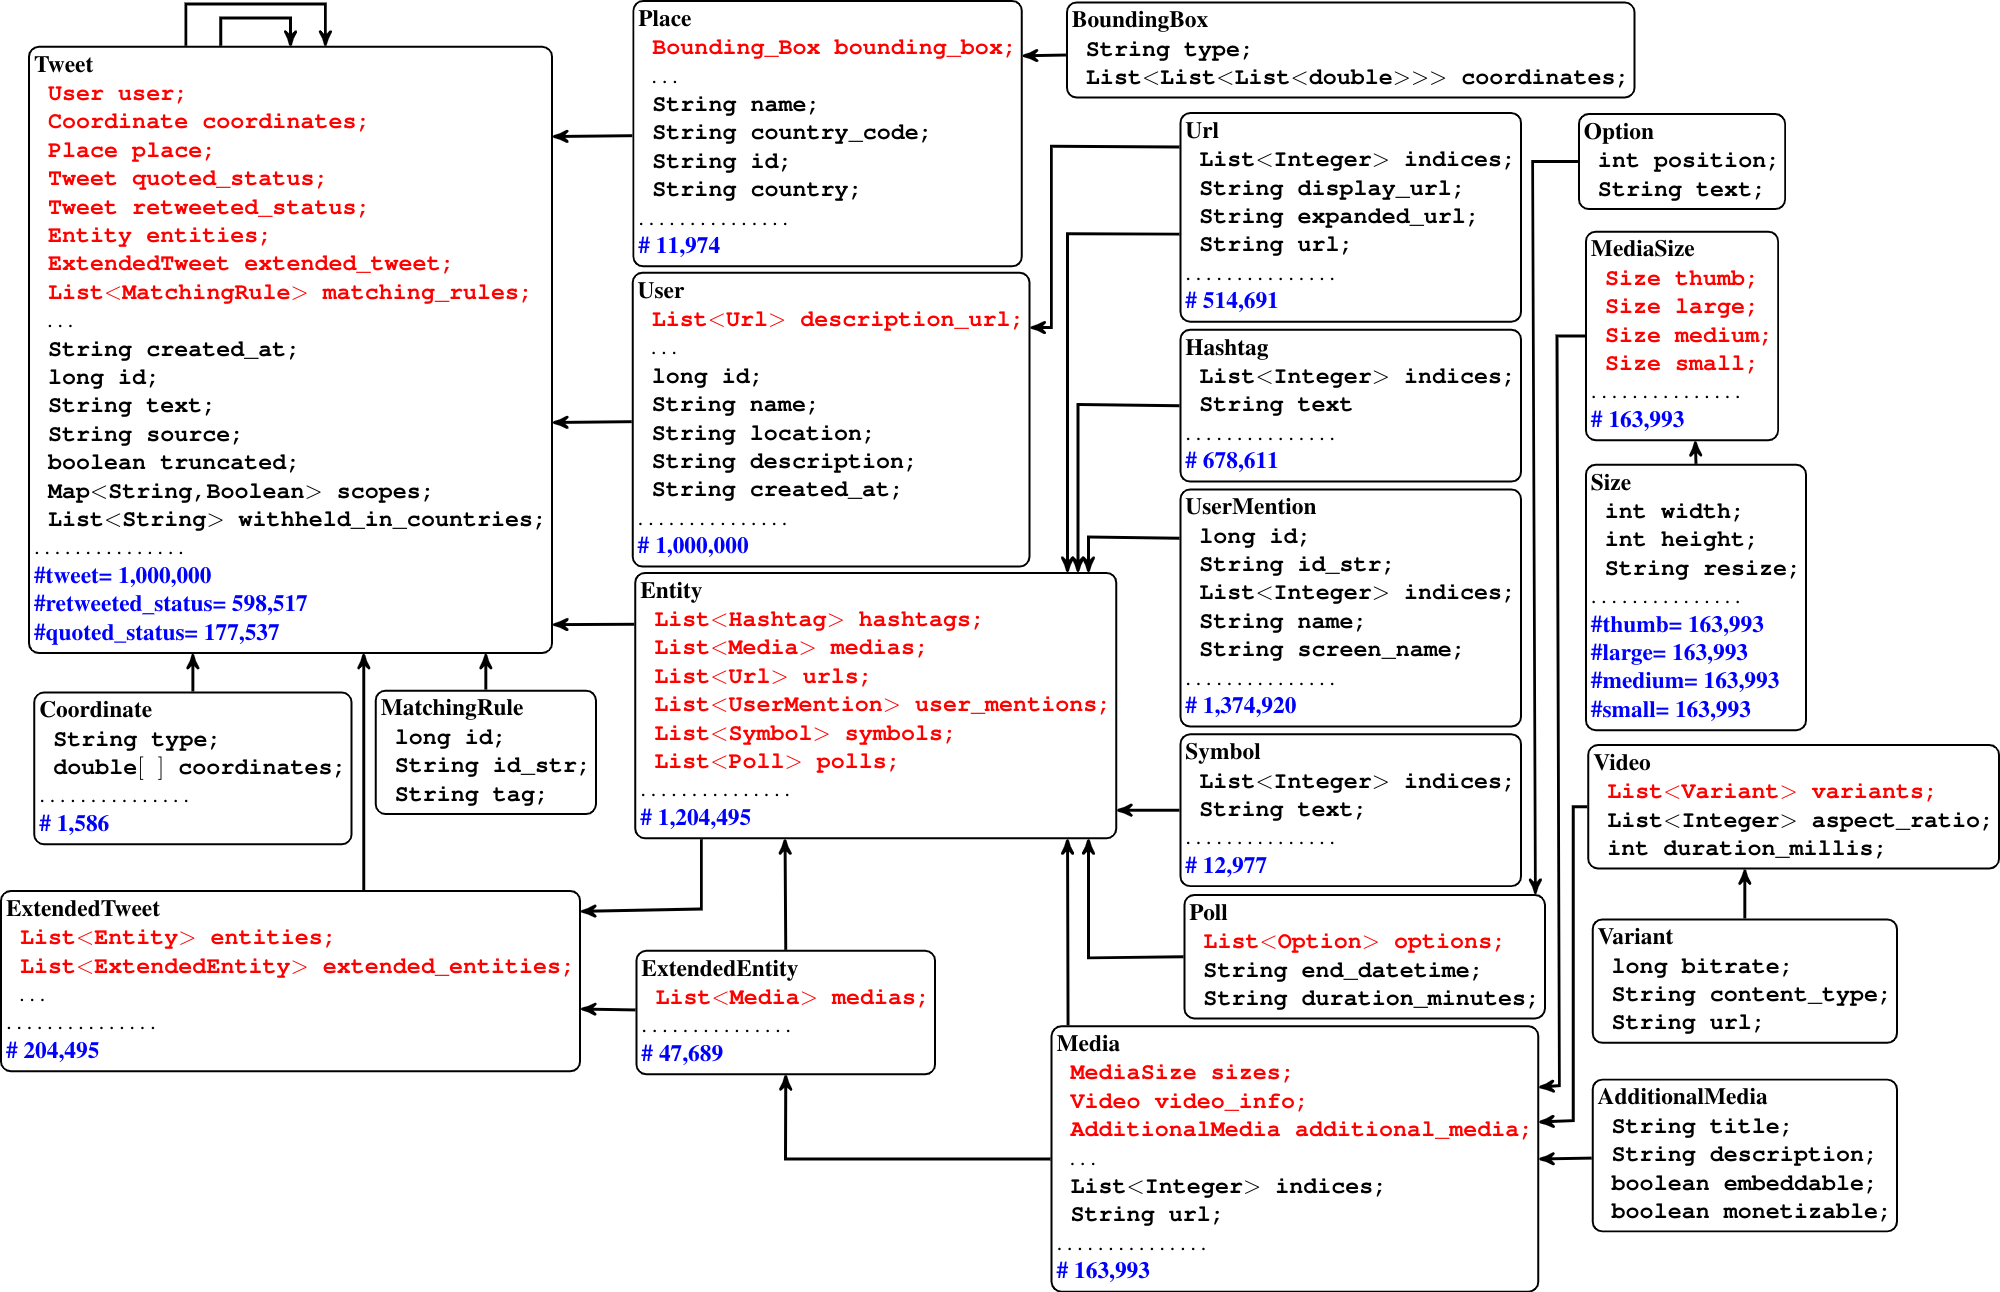 Tweet
User user;
Coordinate coordinates;
Place place;
Tweet quoted_status;
Tweet retweeted_status;
Entity entities;
ExtendedTweet extended_tweet;
List<MatchingRule> matching_rules;
...
String created_at;
long id;
String text;
String source;
boolean truncated;
Map<String,Boolean> scopes;
List<String> withheld_in_countries;
...............
#tweet= 1,000,000
#retweeted_status= 598,517
#quoted_status= 177,537
Place
Bounding_Box bounding_box;
...
String name;
String country_code;
String id;
String country;
...............
# 11,974
BoundingBox
String type;
List<List<List<double>>> coordinates;
User
List<Url> description_url;
...
long id;
String name;
String location;
String description;
String created_at;
...............
# 1,000,000
Url
List<Integer> indices;
String display_url;
String expanded_url;
String url;
...............
# 514,691
Option
int position;
String text;
Hashtag
List<Integer> indices;
String text
...............
# 678,611
MediaSize
Size thumb;
Size large;
Size medium;
Size small;
...............
# 163,993
UserMention
long id;
String id_str;
List<Integer> indices;
String name;
String screen_name;
...............
# 1,374,920
Size
int width;
int height;
String resize;
...............
#thumb= 163,993
#large= 163,993
#medium= 163,993
#small= 163,993
Entity
List<Hashtag> hashtags;
List<Media> medias;
List<Url> urls;
List<UserMention> user_mentions;
List<Symbol> symbols;
List<Poll> polls;
...............
# 1,204,495
Symbol
List<Integer> indices;
String text;
...............
# 12,977
Video
List<Variant> variants;
List<Integer> aspect_ratio;
int duration_millis;
Coordinate
String type;
double[ ] coordinates;
...............
# 1,586
MatchingRule
long id;
String id_str;
String tag;
ExtendedTweet
List<Entity> entities;
List<ExtendedEntity> extended_entities;
...
...............
# 204,495
ExtendedEntity
List<Media> medias;
...............
# 47,689
Poll
List<Option> options;
String end_datetime;
String duration_minutes;
Variant
long bitrate;
String content_type;
String url;
Media
MediaSize sizes;
Video video_info;
AdditionalMedia additional_media;
...
List<Integer> indices;
String url;
...............
# 163,993
AdditionalMedia
String title;
String description;
boolean embeddable;
boolean monetizable;